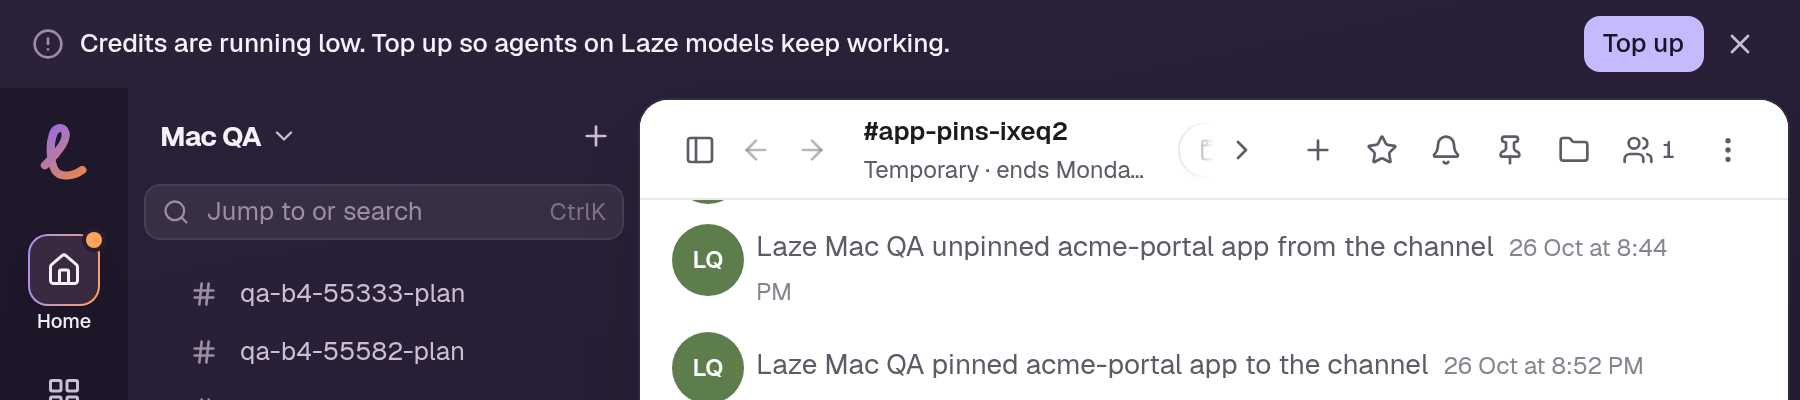 Credits are running low. Top up so agents on Laze models keep working.
Top up
Mac QA
Jump to or search
CtrlK
Home
# qa-b4-55333-plan
# qa-b4-55582-plan
#app-pins-ixeq2
Temporary · ends Monda…
1
LQ
Laze Mac QA unpinned acme-portal app from the channel 26 Oct at 8:44
PM
LQ
Laze Mac QA pinned acme-portal app to the channel 26 Oct at 8:52 PM